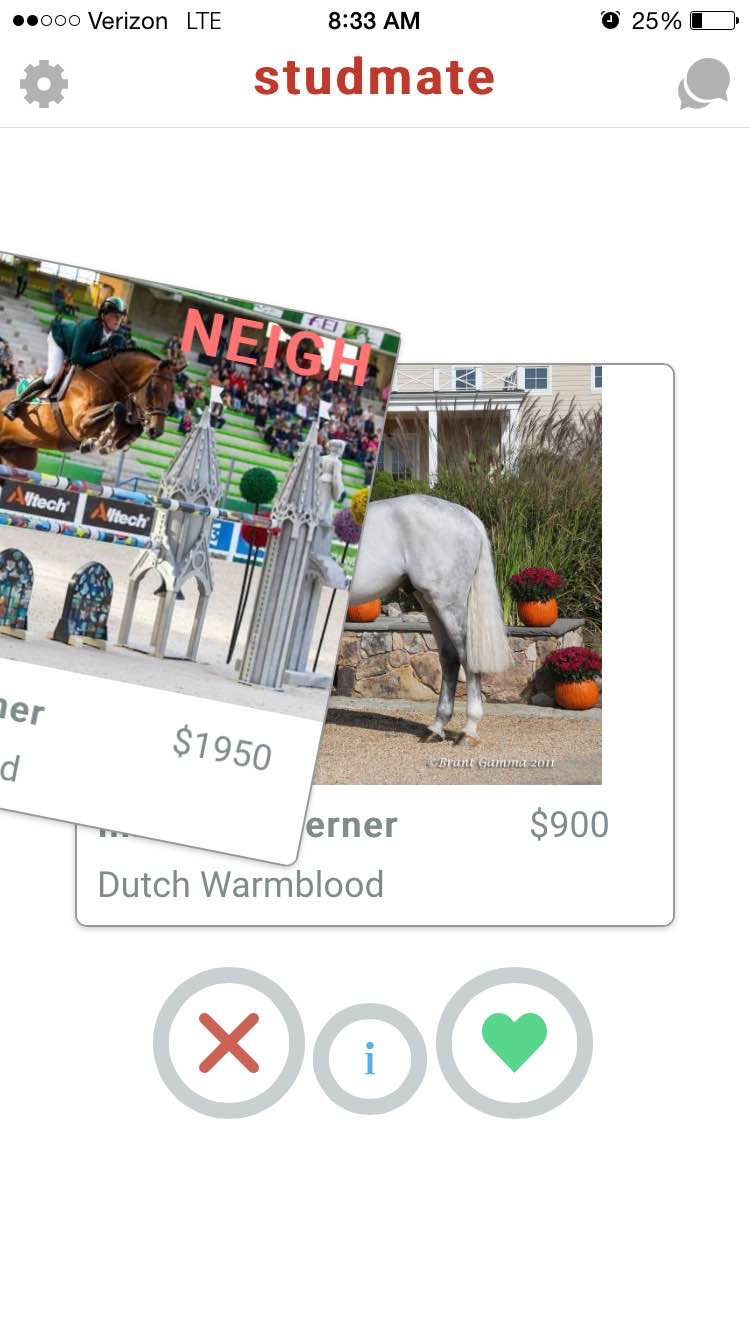 Verizon LTE 8:33 AM 25%
studmate
FEI
NEIGH
Alltech
Alltech
ner
$1950
d
©Brant Gamma 2011
erner
$900
Dutch Warmblood
i